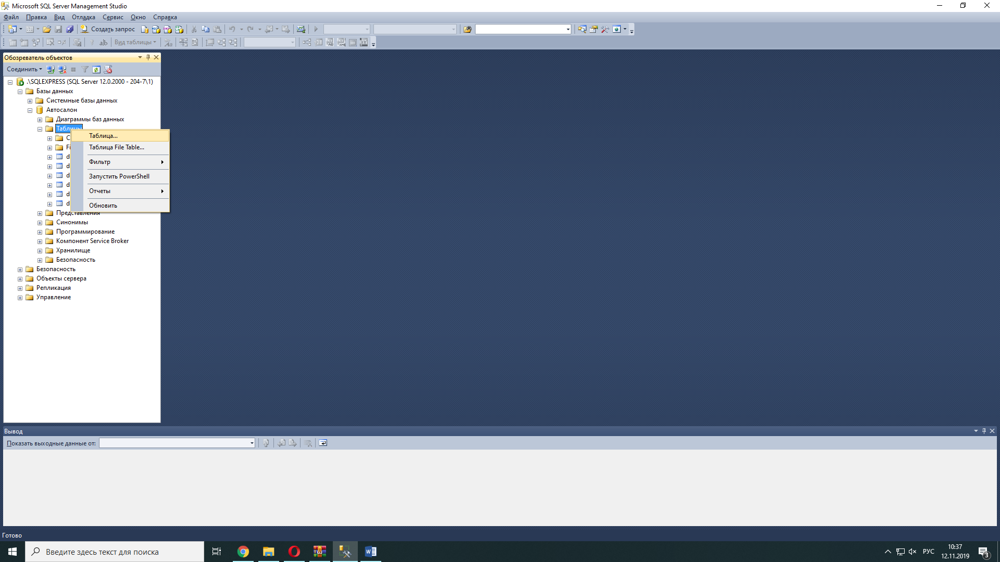 Microsoft SQL Server Management Studio
Файл Правка Вид Отладка Сервис Окно Справка
Создать запрос
Вид таблицы
Обозреватель объектов
Соединить
.\SQLEXPRESS (SQL Server 12.0.2000 - 204-7\1)
Базы данных
Системные базы данных
Автосалон
Диаграммы баз данных
Таблицы
Таблица...
Таблица File Table...
Фильтр
Запустить PowerShell
Отчеты
Обновить
Представления
Синонимы
Программирование
Компонент Service Broker
Хранилище
Безопасность
Безопасность
Объекты сервера
Репликация
Управление
Вывод
Показать выходные данные от:
Готово
Введите здесь текст для поиска
РУС
10:37
12.11.2019
3